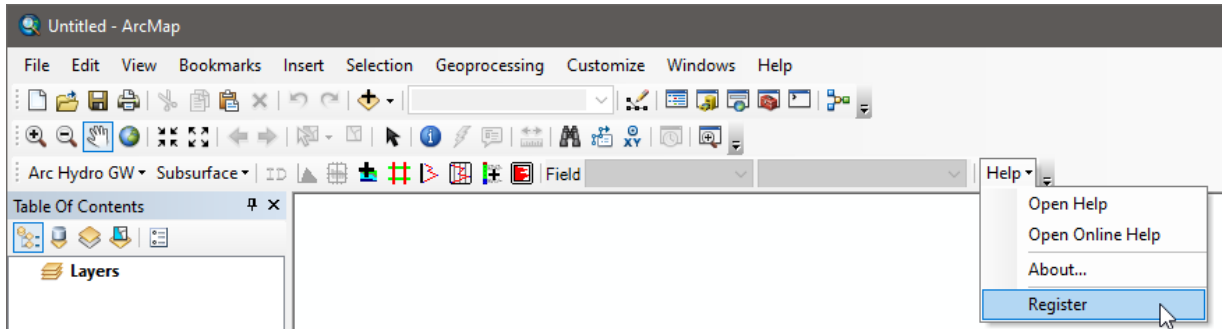 Untitled - ArcMap
File Edit View Bookmarks Insert Selection Geoprocessing Customize Windows Help
XY
Arc Hydro GW Subsurface ID Field Help
Table Of Contents
Open Help
Open Online Help
Layers
About...
Register